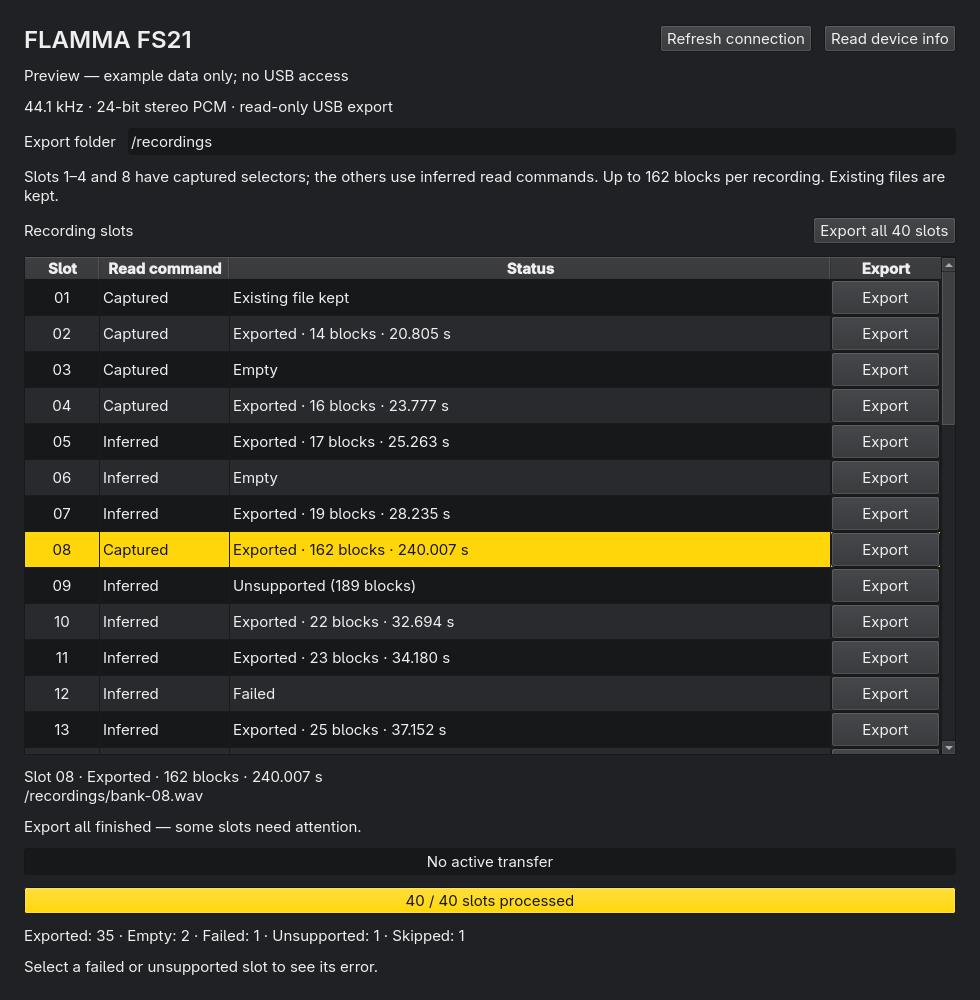 FLAMMA FS21
Refresh connection
Read device info
Preview — example data only; no USB access
44.1 kHz · 24-bit stereo PCM · read-only USB export
Export folder
/recordings
Slots 1–4 and 8 have captured selectors; the others use inferred read commands. Up to 162 blocks per recording. Existing files are
kept.
Recording slots
Export all 40 slots
Slot Read command Status Export
01 Captured Existing file kept Export
02 Captured Exported · 14 blocks · 20.805 s Export
03 Captured Empty Export
04 Captured Exported · 16 blocks · 23.777 s Export
05 Inferred Exported · 17 blocks · 25.263 s Export
06 Inferred Empty Export
07 Inferred Exported · 19 blocks · 28.235 s Export
08 Captured Exported · 162 blocks · 240.007 s Export
09 Inferred Unsupported (189 blocks) Export
10 Inferred Exported · 22 blocks · 32.694 s Export
11 Inferred Exported · 23 blocks · 34.180 s Export
12 Inferred Failed Export
13 Inferred Exported · 25 blocks · 37.152 s Export
Slot 08 · Exported · 162 blocks · 240.007 s
/recordings/bank-08.wav
Export all finished — some slots need attention.
No active transfer
40 / 40 slots processed
Exported: 35 · Empty: 2 · Failed: 1 · Unsupported: 1 · Skipped: 1
Select a failed or unsupported slot to see its error.